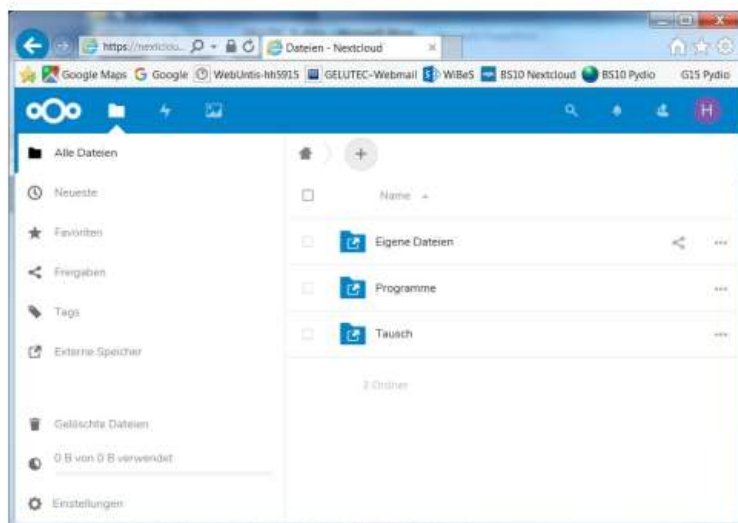 https://nextclou...
Dateien - Nextcloud
Google Maps G Google WebUntis-hh5915 GELUTEC-Webmail WiBeS BS10 Nextcloud BS10 Pydio G15 Pydio
H
Alle Dateien
Neueste
Favoriten
Freigaben
Tags
Externe Speicher
Gelöschte Dateien
0 B von 0 B verwendet
Einstellungen
Name
Eigene Dateien
Programme
Tausch
3 Ordner